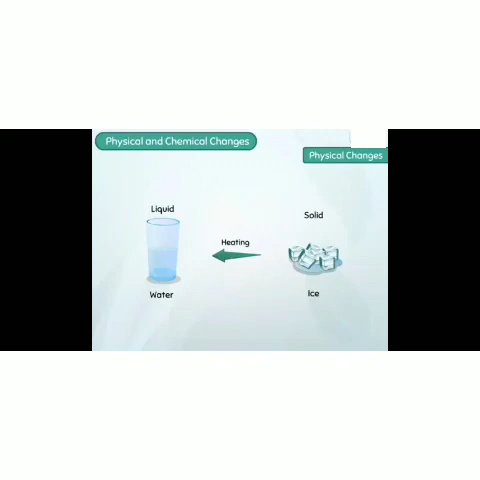 Physical and Chemical Changes
Physical Changes
Liquid
Solid
Heating
Water
Ice